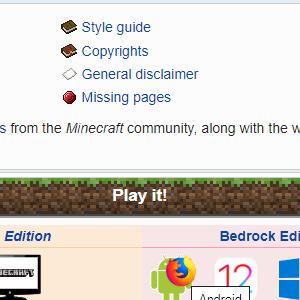 Style guide
Copyrights
General disclaimer
Missing pages
s from the Minecraft community, along with the w
Play it!
Edition Bedrock Edi
MINECRAFT
12
Android